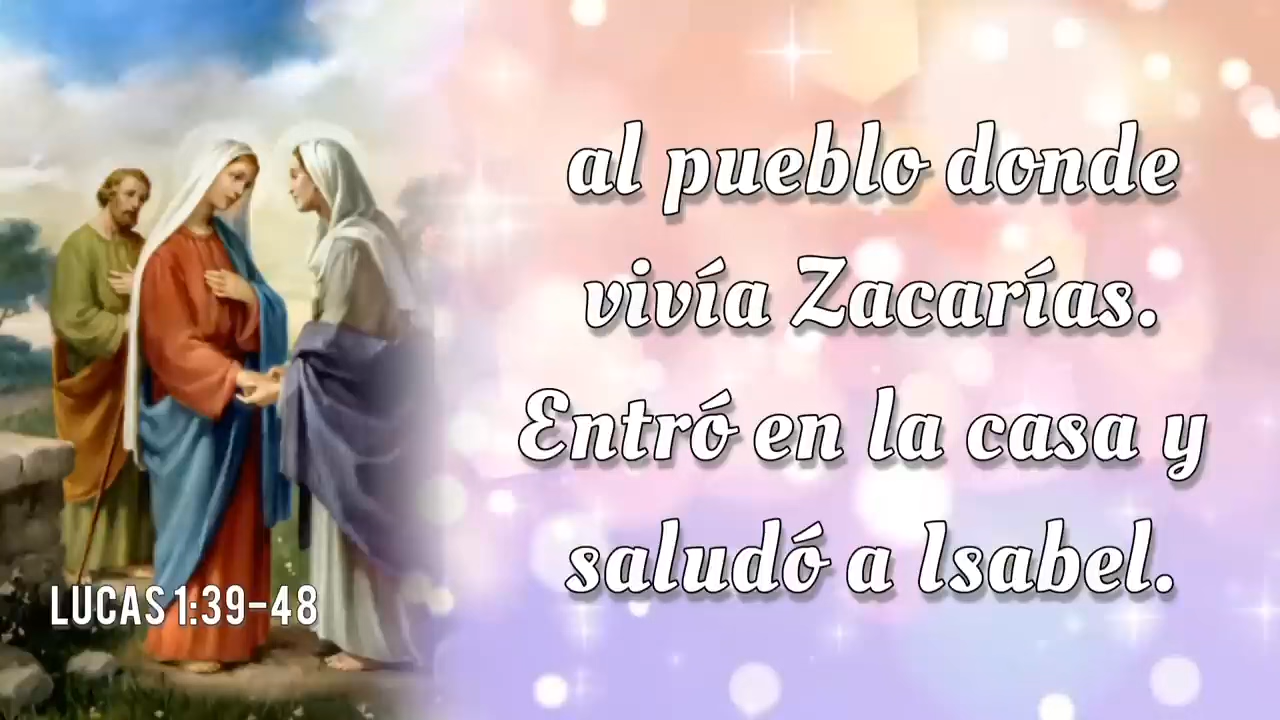 al pueblo donde
vivía Zacarías.
Entró en la casa y
saludó a Isabel.
LUCAS 1:39-48